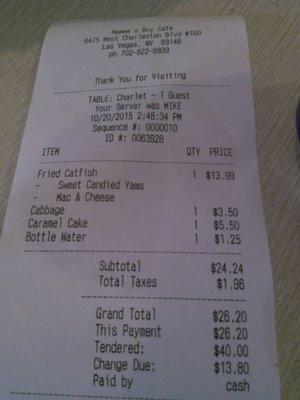 Mamma's Boy Cafe
6475 West Charleston Blvd #160
Las Vegas, NV 89146
ph 702-822-6939
Thank You for Visiting
TABLE: Charlet - 1 Guest
Your Server was MIKE
10/20/2015 2:48:34 PM
Sequence #: 0000010
ID #: 0063928
ITEM QTY PRICE
Fried Catfish 1 $13.99
- Sweet Candied Yams
- Mac & Cheese
Cabbage 1 $3.50
Caramel Cake 1 $5.50
Bottle Water 1 $1.25
Subtotal $24.24
Total Taxes $1.96
Grand Total $26.20
This Payment $26.20
Tendered: $40.00
Change Due: $13.80
Paid by cash